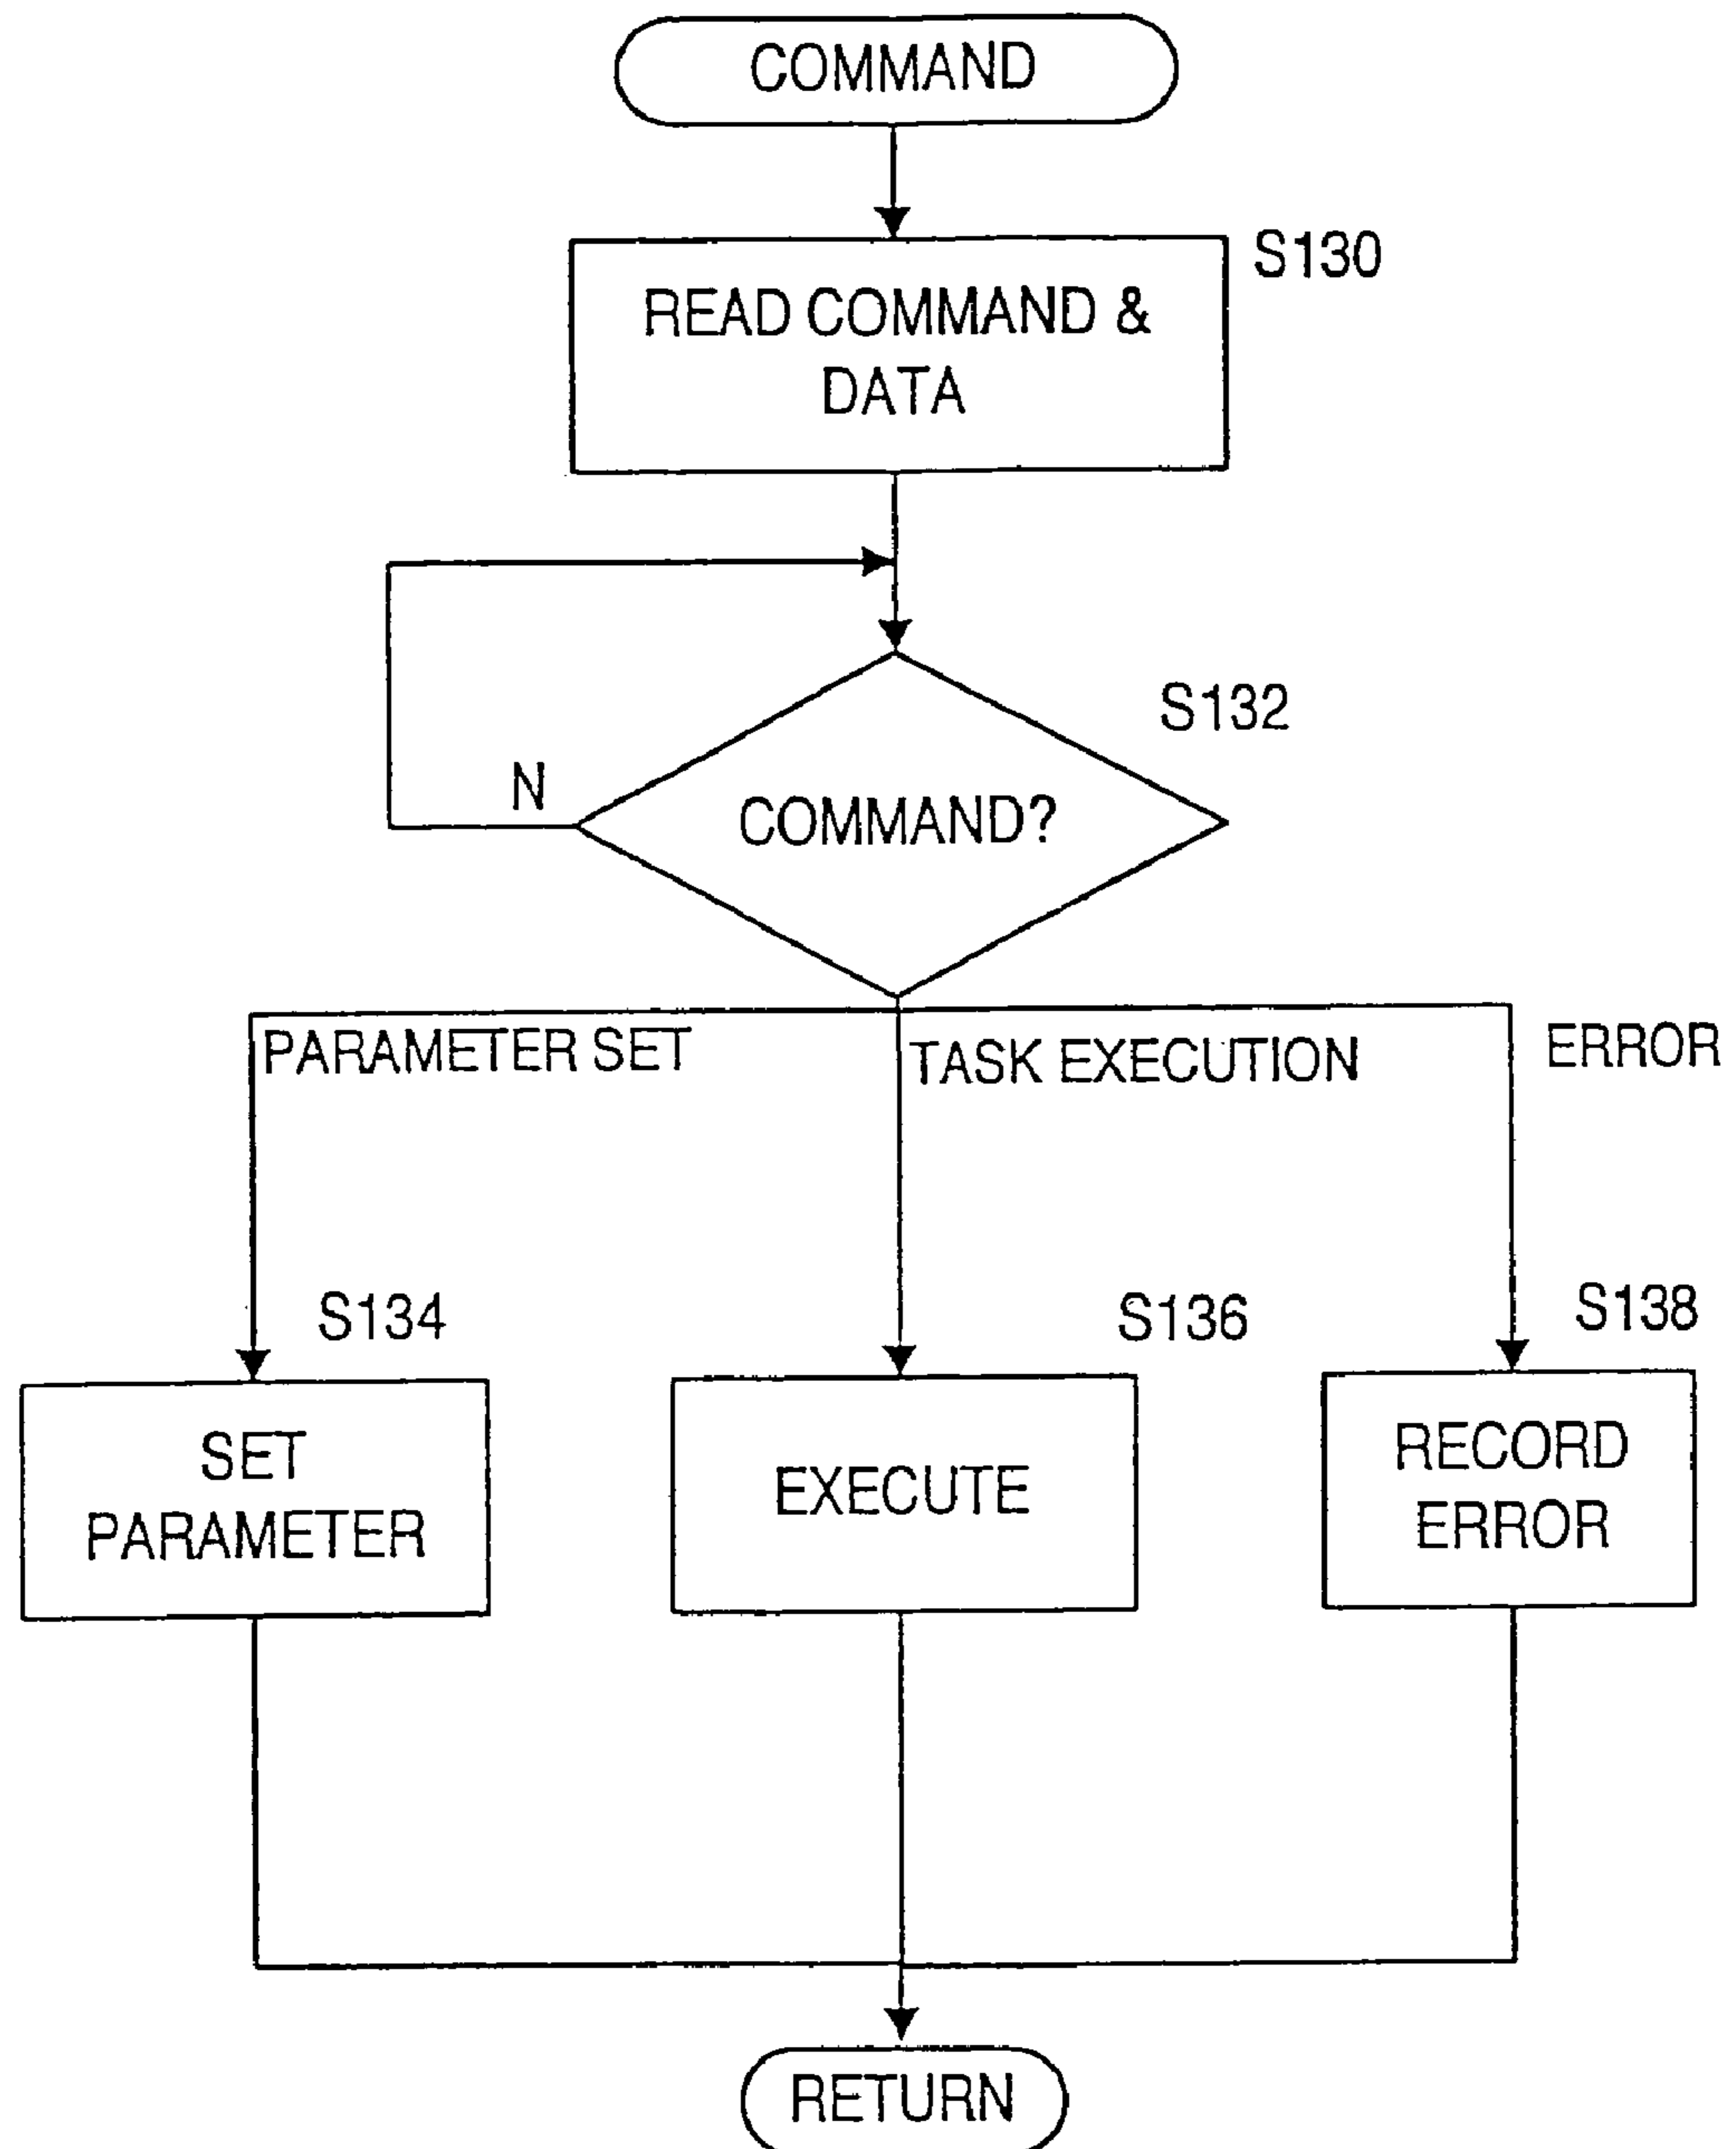 COMMAND
S130
READ COMMAND &
DATA
S132
N
COMMAND?
PARAMETER SET
TASK EXECUTION
ERROR
S134
S136
S138
SET
PARAMETER
EXECUTE
RECORD
ERROR
RETURN